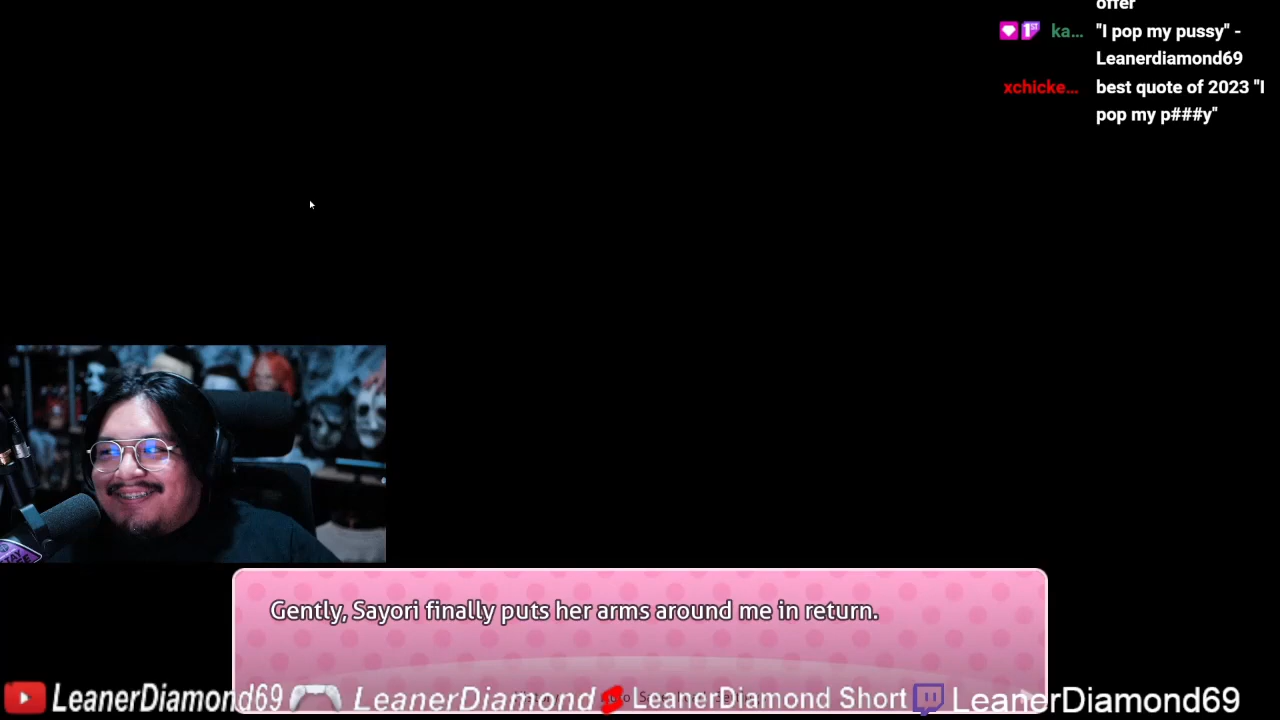 offer
ka... "I pop my pussy" -
Leanerdiamond69
xchicke... best quote of 2023 "I
pop my p###y"
Gently, Sayori finally puts her arms around me in return.
LeanerDiamond69 LeanerDiamond LeanerDiamond Short LeanerDiamond69